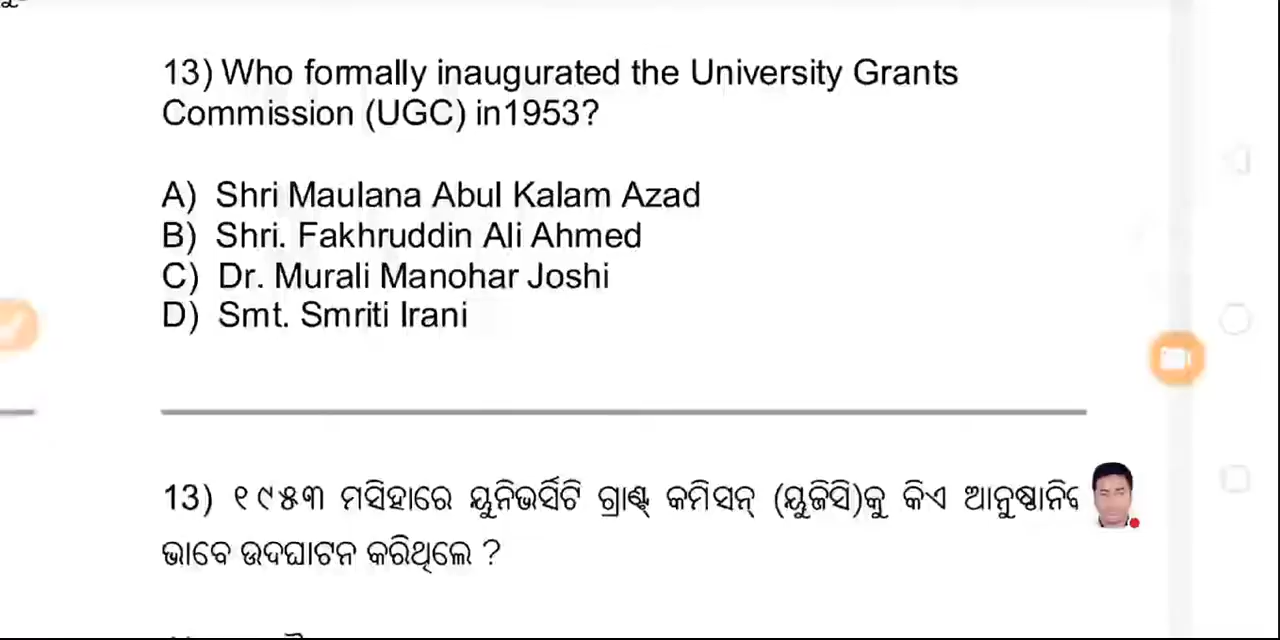 13) Who formally inaugurated the University Grants
Commission (UGC) in1953?
A) Shri Maulana Abul Kalam Azad
B) Shri. Fakhruddin Ali Ahmed
C) Dr. Murali Manohar Joshi
D) Smt. Smriti Irani
13) ୧୯୫୩ ମସିହାରେ ୟୁନିଭର୍ସିଟି ଗ୍ରାଣ୍ଟ କମିସନ୍ (ୟୁଜିସି)କୁ କିଏ
ଭାବେ ଉଦଘାଟନ କରିଥିଲେ ?